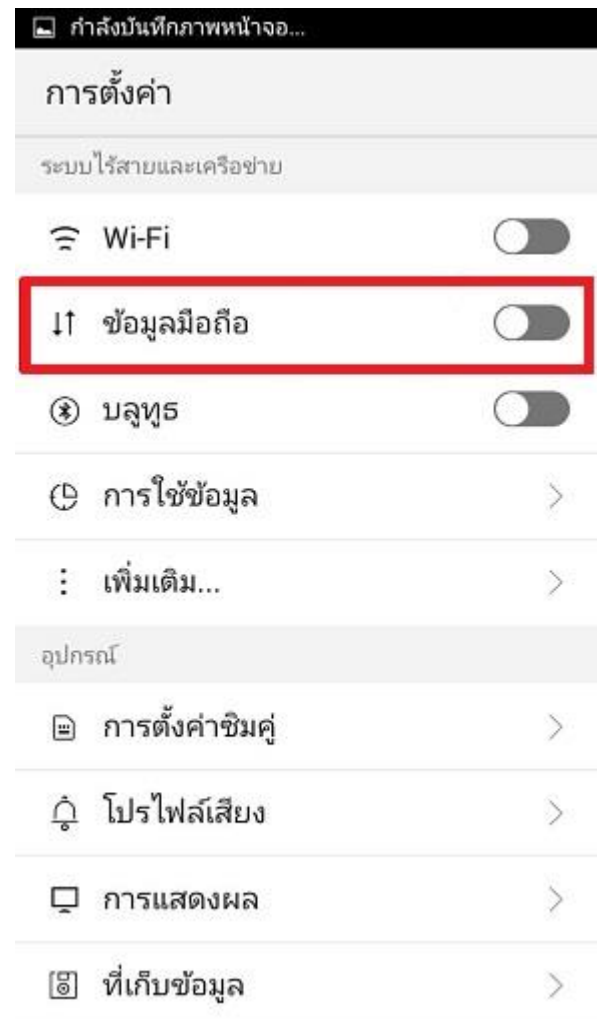 กำลังบันทึกภาพหน้าจอ...
การตั้งค่า
ระบบไร้สายและเครือข่าย
Wi-Fi
ข้อมูลมือถือ
บลูทูธ
การใช้ข้อมูล
เพิ่มเติม...
อุปกรณ์
การตั้งค่าซิมคู่
โปรไฟล์เสียง
การแสดงผล
ที่เก็บข้อมูล